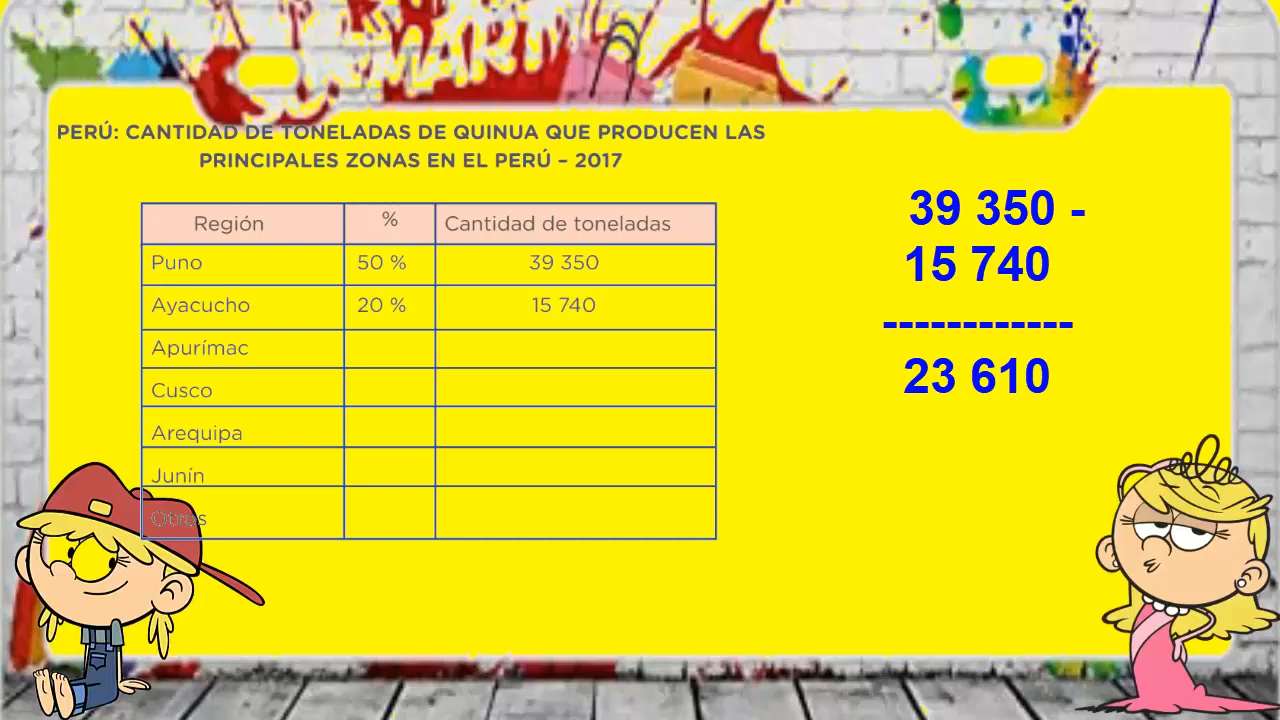 PERÚ: CANTIDAD DE TONELADAS DE QUINUA QUE PRODUCEN LAS
PRINCIPALES ZONAS EN EL PERÚ – 2017
Región % Cantidad de toneladas
Puno 50 % 39 350
Ayacucho 20 % 15 740
Apurímac
Cusco
Arequipa
Junín
Otros
39 350 -
15 740
------------
23 610